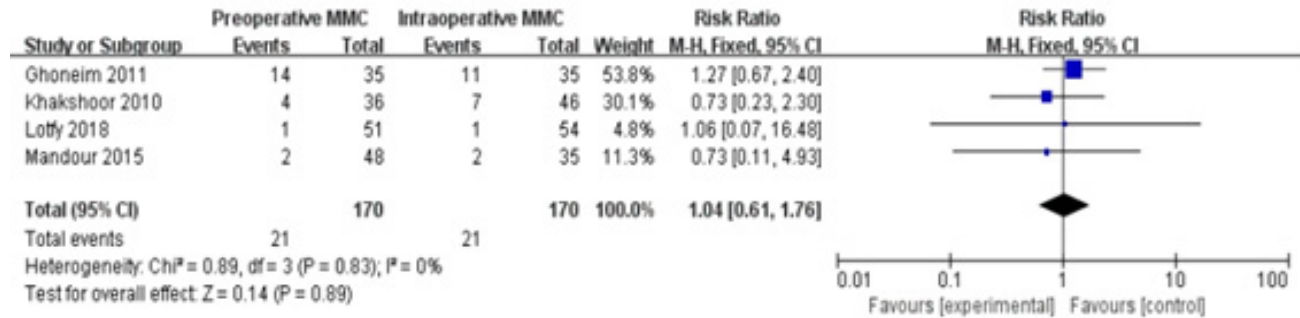 Preoperative MMC Intraoperative MMC Risk Ratio Risk Ratio
Study or Subgroup Events Total Events Total Weight M-H, Fixed, 95% CI M-H, Fixed, 95% CI
Ghoneim 2011 14 35 11 35 53.8% 1.27 [0.67, 2.40]
Khakshoor 2010 4 36 7 46 30.1% 0.73 [0.23, 2.30]
Lotfy 2018 1 51 1 54 4.8% 1.06 [0.07, 16.48]
Mandour 2015 2 48 2 35 11.3% 0.73 [0.11, 4.93]
Total (95% CI) 170 170 100.0% 1.04 [0.61, 1.76]
Total events 21 21
Heterogeneity: Chi² = 0.89, df = 3 (P = 0.83); I² = 0%
Test for overall effect: Z = 0.14 (P = 0.89)
0.01 0.1 1 10 100
Favours [experimental] Favours [control]